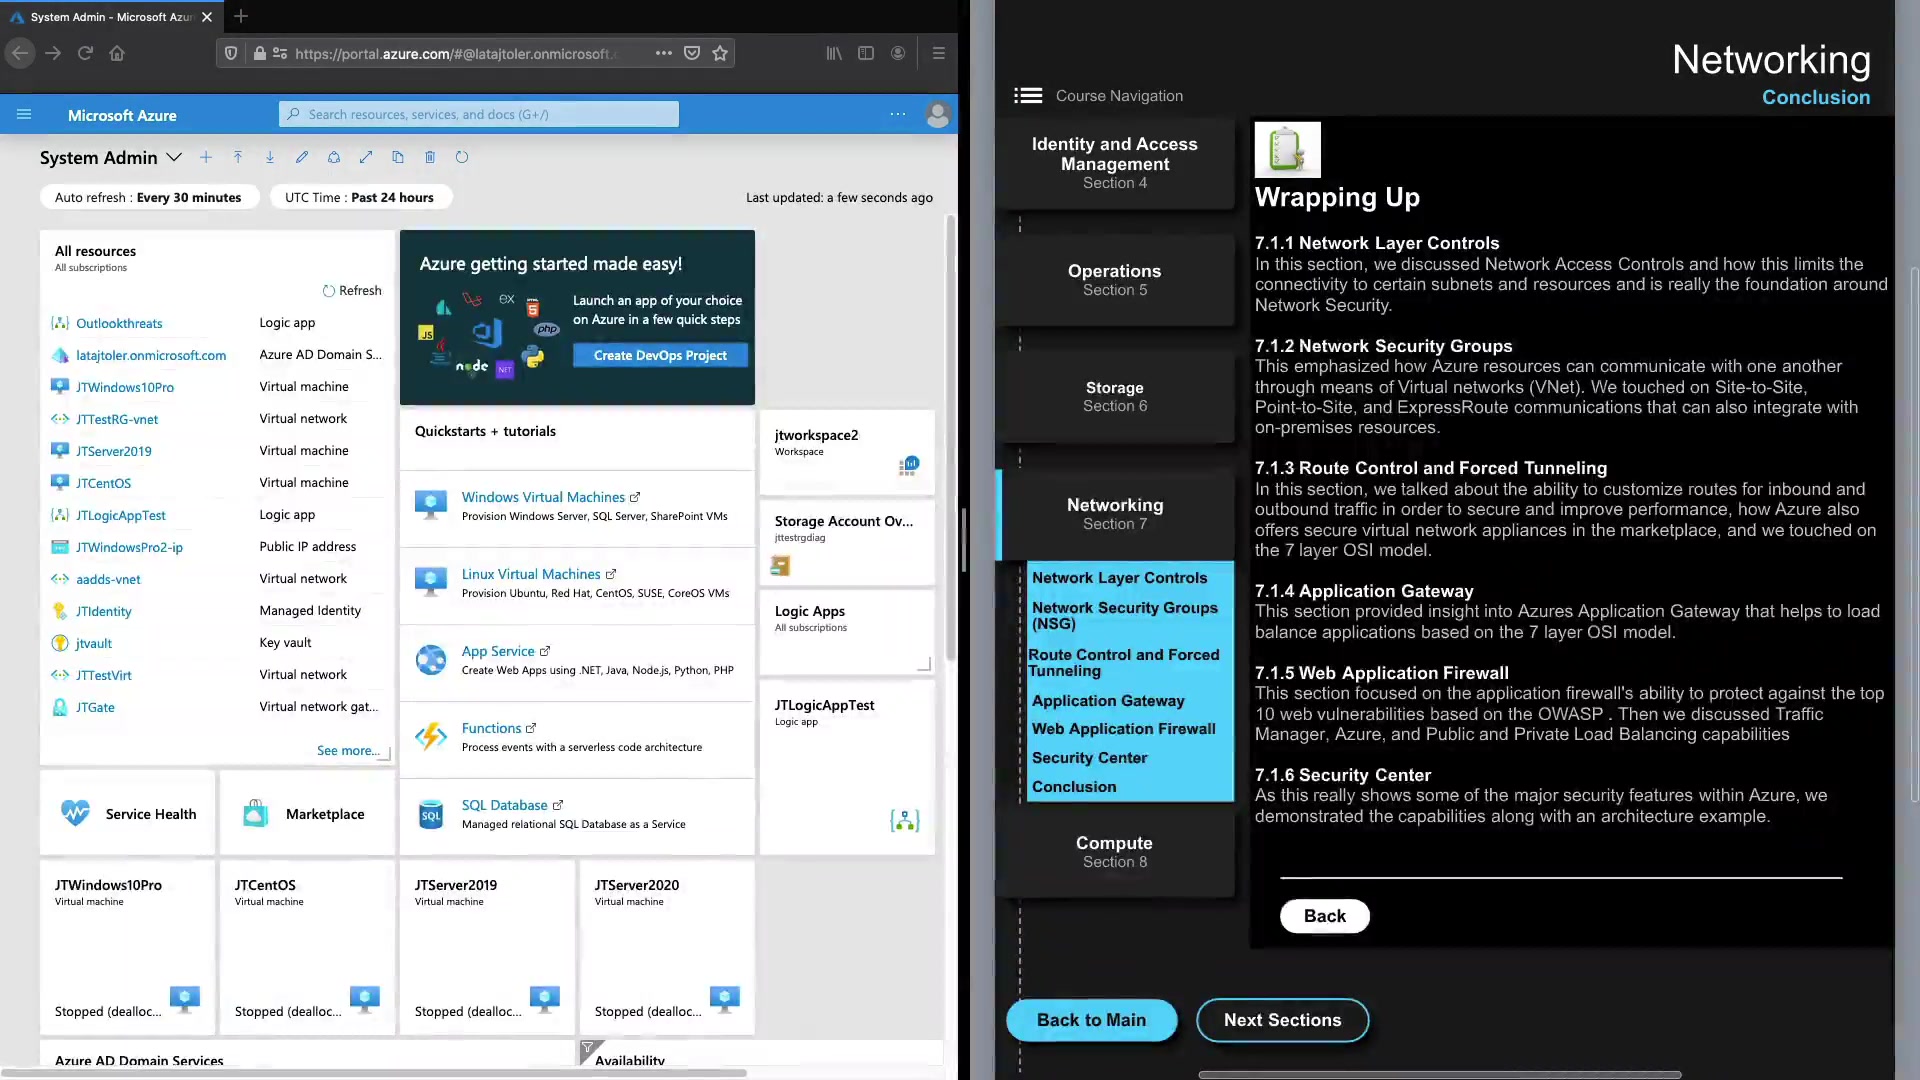 System Admin - Microsoft Azur
https://portal.azure.com/#@latajtoler.onmicrosoft.c
Microsoft Azure
Search resources, services, and docs (G+/)
System Admin
Auto refresh : Every 30 minutes
UTC Time : Past 24 hours
Last updated: a few seconds ago
All resources
All subscriptions
Refresh
Outlookthreats Logic app
latajtoler.onmicrosoft.com Azure AD Domain S...
JTWindows10Pro Virtual machine
JTTestRG-vnet Virtual network
JTServer2019 Virtual machine
JTCentOS Virtual machine
JTLogicAppTest Logic app
JTWindowsPro2-ip Public IP address
aadds-vnet Virtual network
JTIdentity Managed Identity
jtvault Key vault
JTTestVirt Virtual network
JTGate Virtual network gat...
See more...
Azure getting started made easy!
Launch an app of your choice
on Azure in a few quick steps
Create DevOps Project
EX
JS
php
node
NET
Quickstarts + tutorials
Windows Virtual Machines
Provision Windows Server, SQL Server, SharePoint VMs
Linux Virtual Machines
Provision Ubuntu, Red Hat, CentOS, SUSE, CoreOS VMs
App Service
Create Web Apps using .NET, Java, Node.js, Python, PHP
Functions
Process events with a serverless code architecture
SQL
SQL Database
Managed relational SQL Database as a Service
jtworkspace2
Workspace
Storage Account Ov...
jttestrgdiag
Logic Apps
All subscriptions
JTLogicAppTest
Logic app
Service Health
Marketplace
JTWindows10Pro
Virtual machine
Stopped (dealloc...
JTCentOS
Virtual machine
Stopped (dealloc...
JTServer2019
Virtual machine
Stopped (dealloc...
JTServer2020
Virtual machine
Stopped (dealloc...
Azure AD Domain Services
Availability
Networking
Conclusion
Course Navigation
Identity and Access
Management
Section 4
Operations
Section 5
Storage
Section 6
Networking
Section 7
Network Layer Controls
Network Security Groups
(NSG)
Route Control and Forced
Tunneling
Application Gateway
Web Application Firewall
Security Center
Conclusion
Compute
Section 8
Wrapping Up
7.1.1 Network Layer Controls
In this section, we discussed Network Access Controls and how this limits the
connectivity to certain subnets and resources and is really the foundation around
Network Security.
7.1.2 Network Security Groups
This emphasized how Azure resources can communicate with one another
through means of Virtual networks (VNet). We touched on Site-to-Site,
Point-to-Site, and ExpressRoute communications that can also integrate with
on-premises resources.
7.1.3 Route Control and Forced Tunneling
In this section, we talked about the ability to customize routes for inbound and
outbound traffic in order to secure and improve performance, how Azure also
offers secure virtual network appliances in the marketplace, and we touched on
the 7 layer OSI model.
7.1.4 Application Gateway
This section provided insight into Azures Application Gateway that helps to load
balance applications based on the 7 layer OSI model.
7.1.5 Web Application Firewall
This section focused on the application firewall's ability to protect against the top
10 web vulnerabilities based on the OWASP . Then we discussed Traffic
Manager, Azure, and Public and Private Load Balancing capabilities
7.1.6 Security Center
As this really shows some of the major security features within Azure, we
demonstrated the capabilities along with an architecture example.
Back
Back to Main
Next Sections